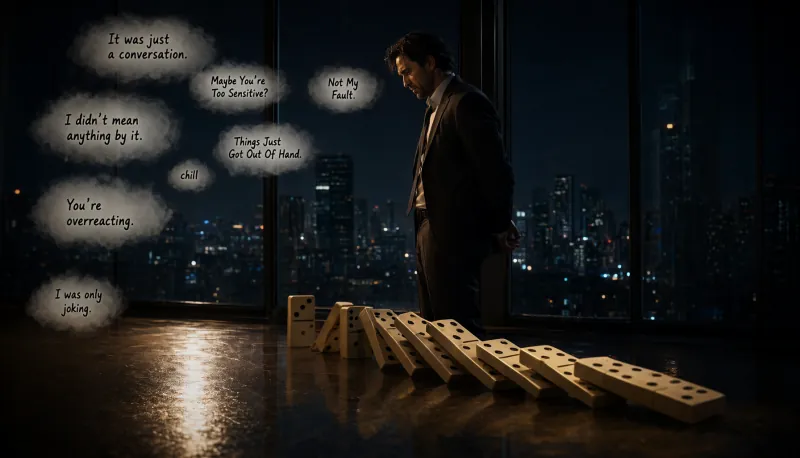 It was just
a conversation.
Maybe You're
Too Sensitive?
Not My
Fault.
I didn't mean
anything by it.
Things Just
Got Out Of Hand.
chill
You're
overreacting.
I was only
joking.